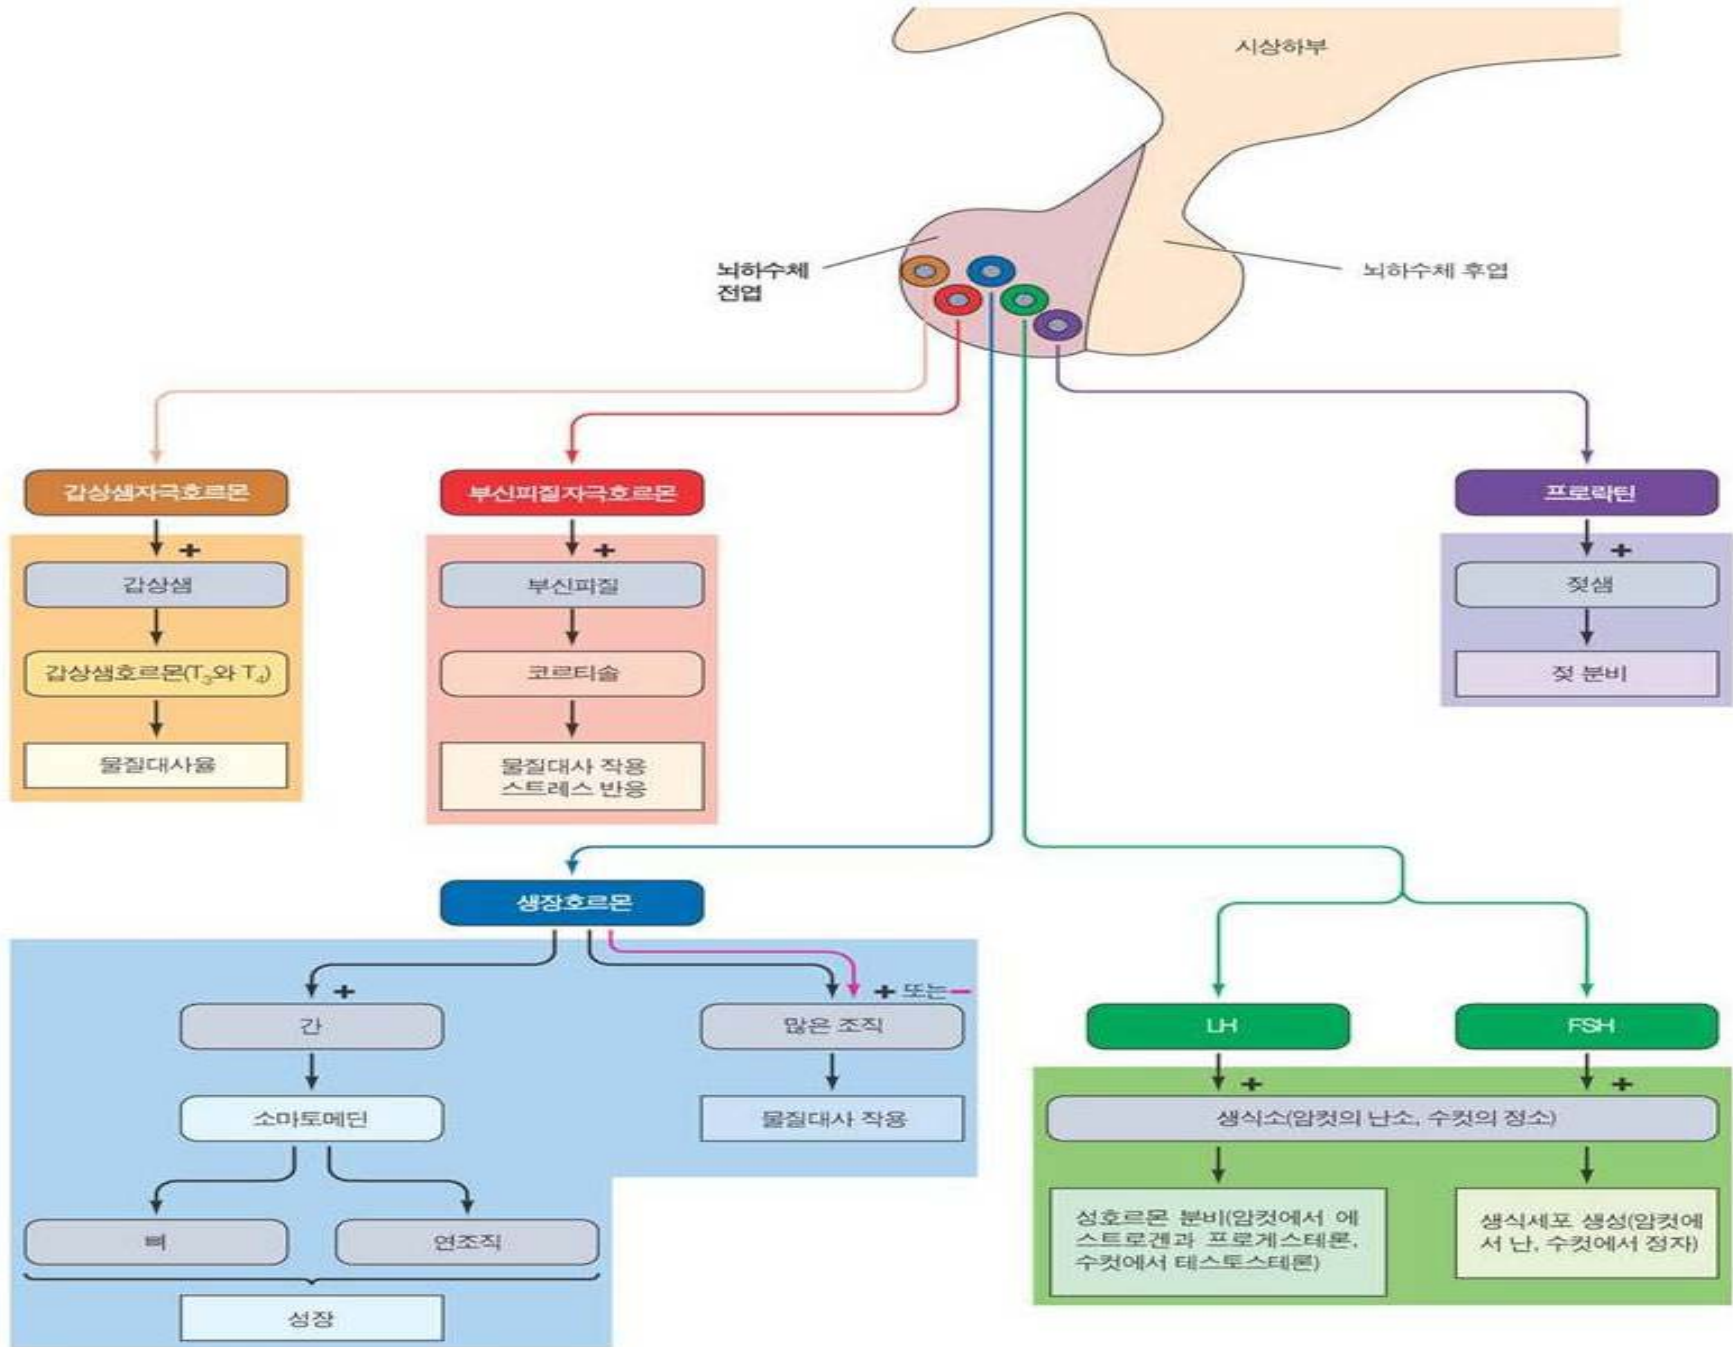 시상하부
뇌하수체
전엽
뇌하수체 후엽
갑상샘자극호르몬
부신피질자극호르몬
프로락틴
+
+
+
갑상샘
부신피질
젖샘
갑상샘호르몬(T₃와 T₄)
코르티솔
젖 분비
물질대사율
물질대사 작용
스트레스 반응
생장호르몬
+
+ 또는 −
간
많은 조직
LH
FSH
+
+
소마토메딘
물질대사 작용
생식소(암컷의 난소, 수컷의 정소)
뼈
연조직
성호르몬 분비(암컷에서 에
스트로겐과 프로게스테론,
수컷에서 테스토스테론)
생식세포 생성(암컷에
서 난, 수컷에서 정자)
성장